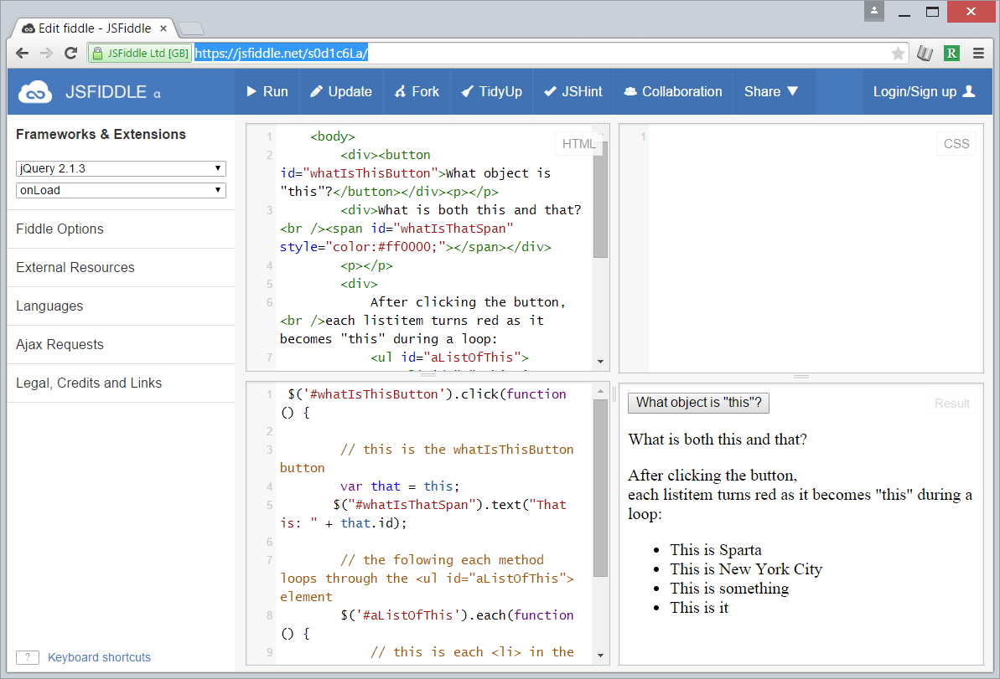 Edit fiddle - JSFiddle
JSFiddle Ltd [GB] https://jsfiddle.net/s0d1c6La/
R
JSFIDDLE α
Run Update Fork TidyUp JSHint Collaboration Share Login/Sign up
Frameworks & Extensions
jQuery 2.1.3
onLoad
Fiddle Options
External Resources
Languages
Ajax Requests
Legal, Credits and Links
? Keyboard shortcuts
HTML
1 <body>
2 <div><button
id="whatIsThisButton">What object is
"this"?</button></div><p></p>
3 <div>What is both this and that?
<br /><span id="whatIsThatSpan"
style="color:#ff0000;"></span></div>
4 <p></p>
5 <div>
6 After clicking the button,
<br />each listitem turns red as it
becomes "this" during a loop:
7 <ul id="aListOfThis">
CSS
1
1 $('#whatIsThisButton').click(function
() {
2
3 // this is the whatIsThisButton
button
4 var that = this;
5 $("#whatIsThatSpan").text("That
is: " + that.id);
6
7 // the folowing each method
loops through the <ul id="aListOfThis">
element
8 $('#aListOfThis').each(function
() {
9 // this is each <li> in the
Result
What object is "this"?
What is both this and that?
After clicking the button,
each listitem turns red as it becomes "this" during a
loop:
• This is Sparta
• This is New York City
• This is something
• This is it